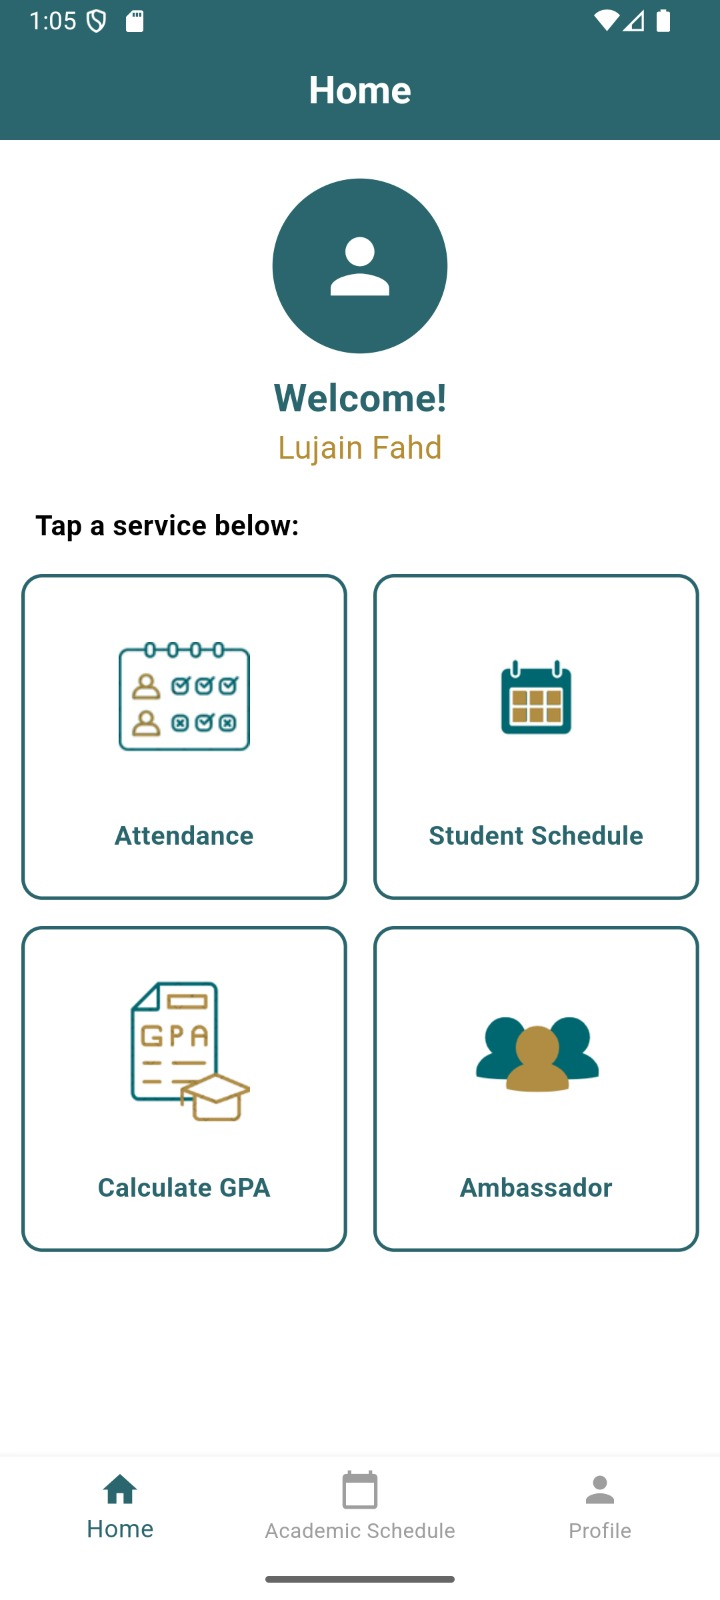 1:05
Home
Welcome!
Lujain Fahd
Tap a service below:
Attendance
Student Schedule
GPA
Calculate GPA
Ambassador
Home
Academic Schedule
Profile